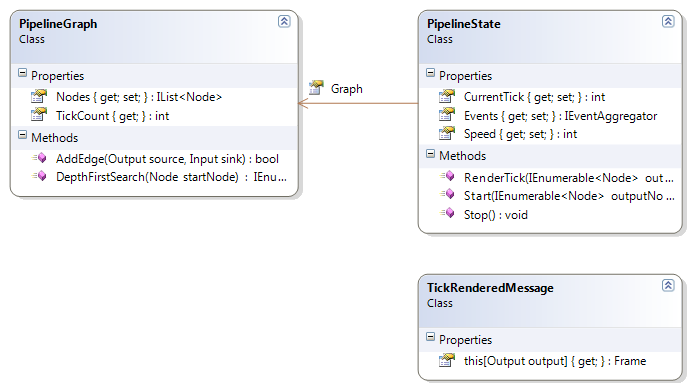 PipelineGraph
Class
Properties
Nodes { get; set; } : IList<Node>
TickCount { get; } : int
Methods
AddEdge(Output source, Input sink) : bool
DepthFirstSearch(Node startNode) : IEnu...
Graph
PipelineState
Class
Properties
CurrentTick { get; set; } : int
Events { get; set; } : IEventAggregator
Speed { get; set; } : int
Methods
RenderTick(IEnumerable<Node> out ...
Start(IEnumerable<Node> outputNo ...
Stop() : void
TickRenderedMessage
Class
Properties
this[Output output] { get; } : Frame